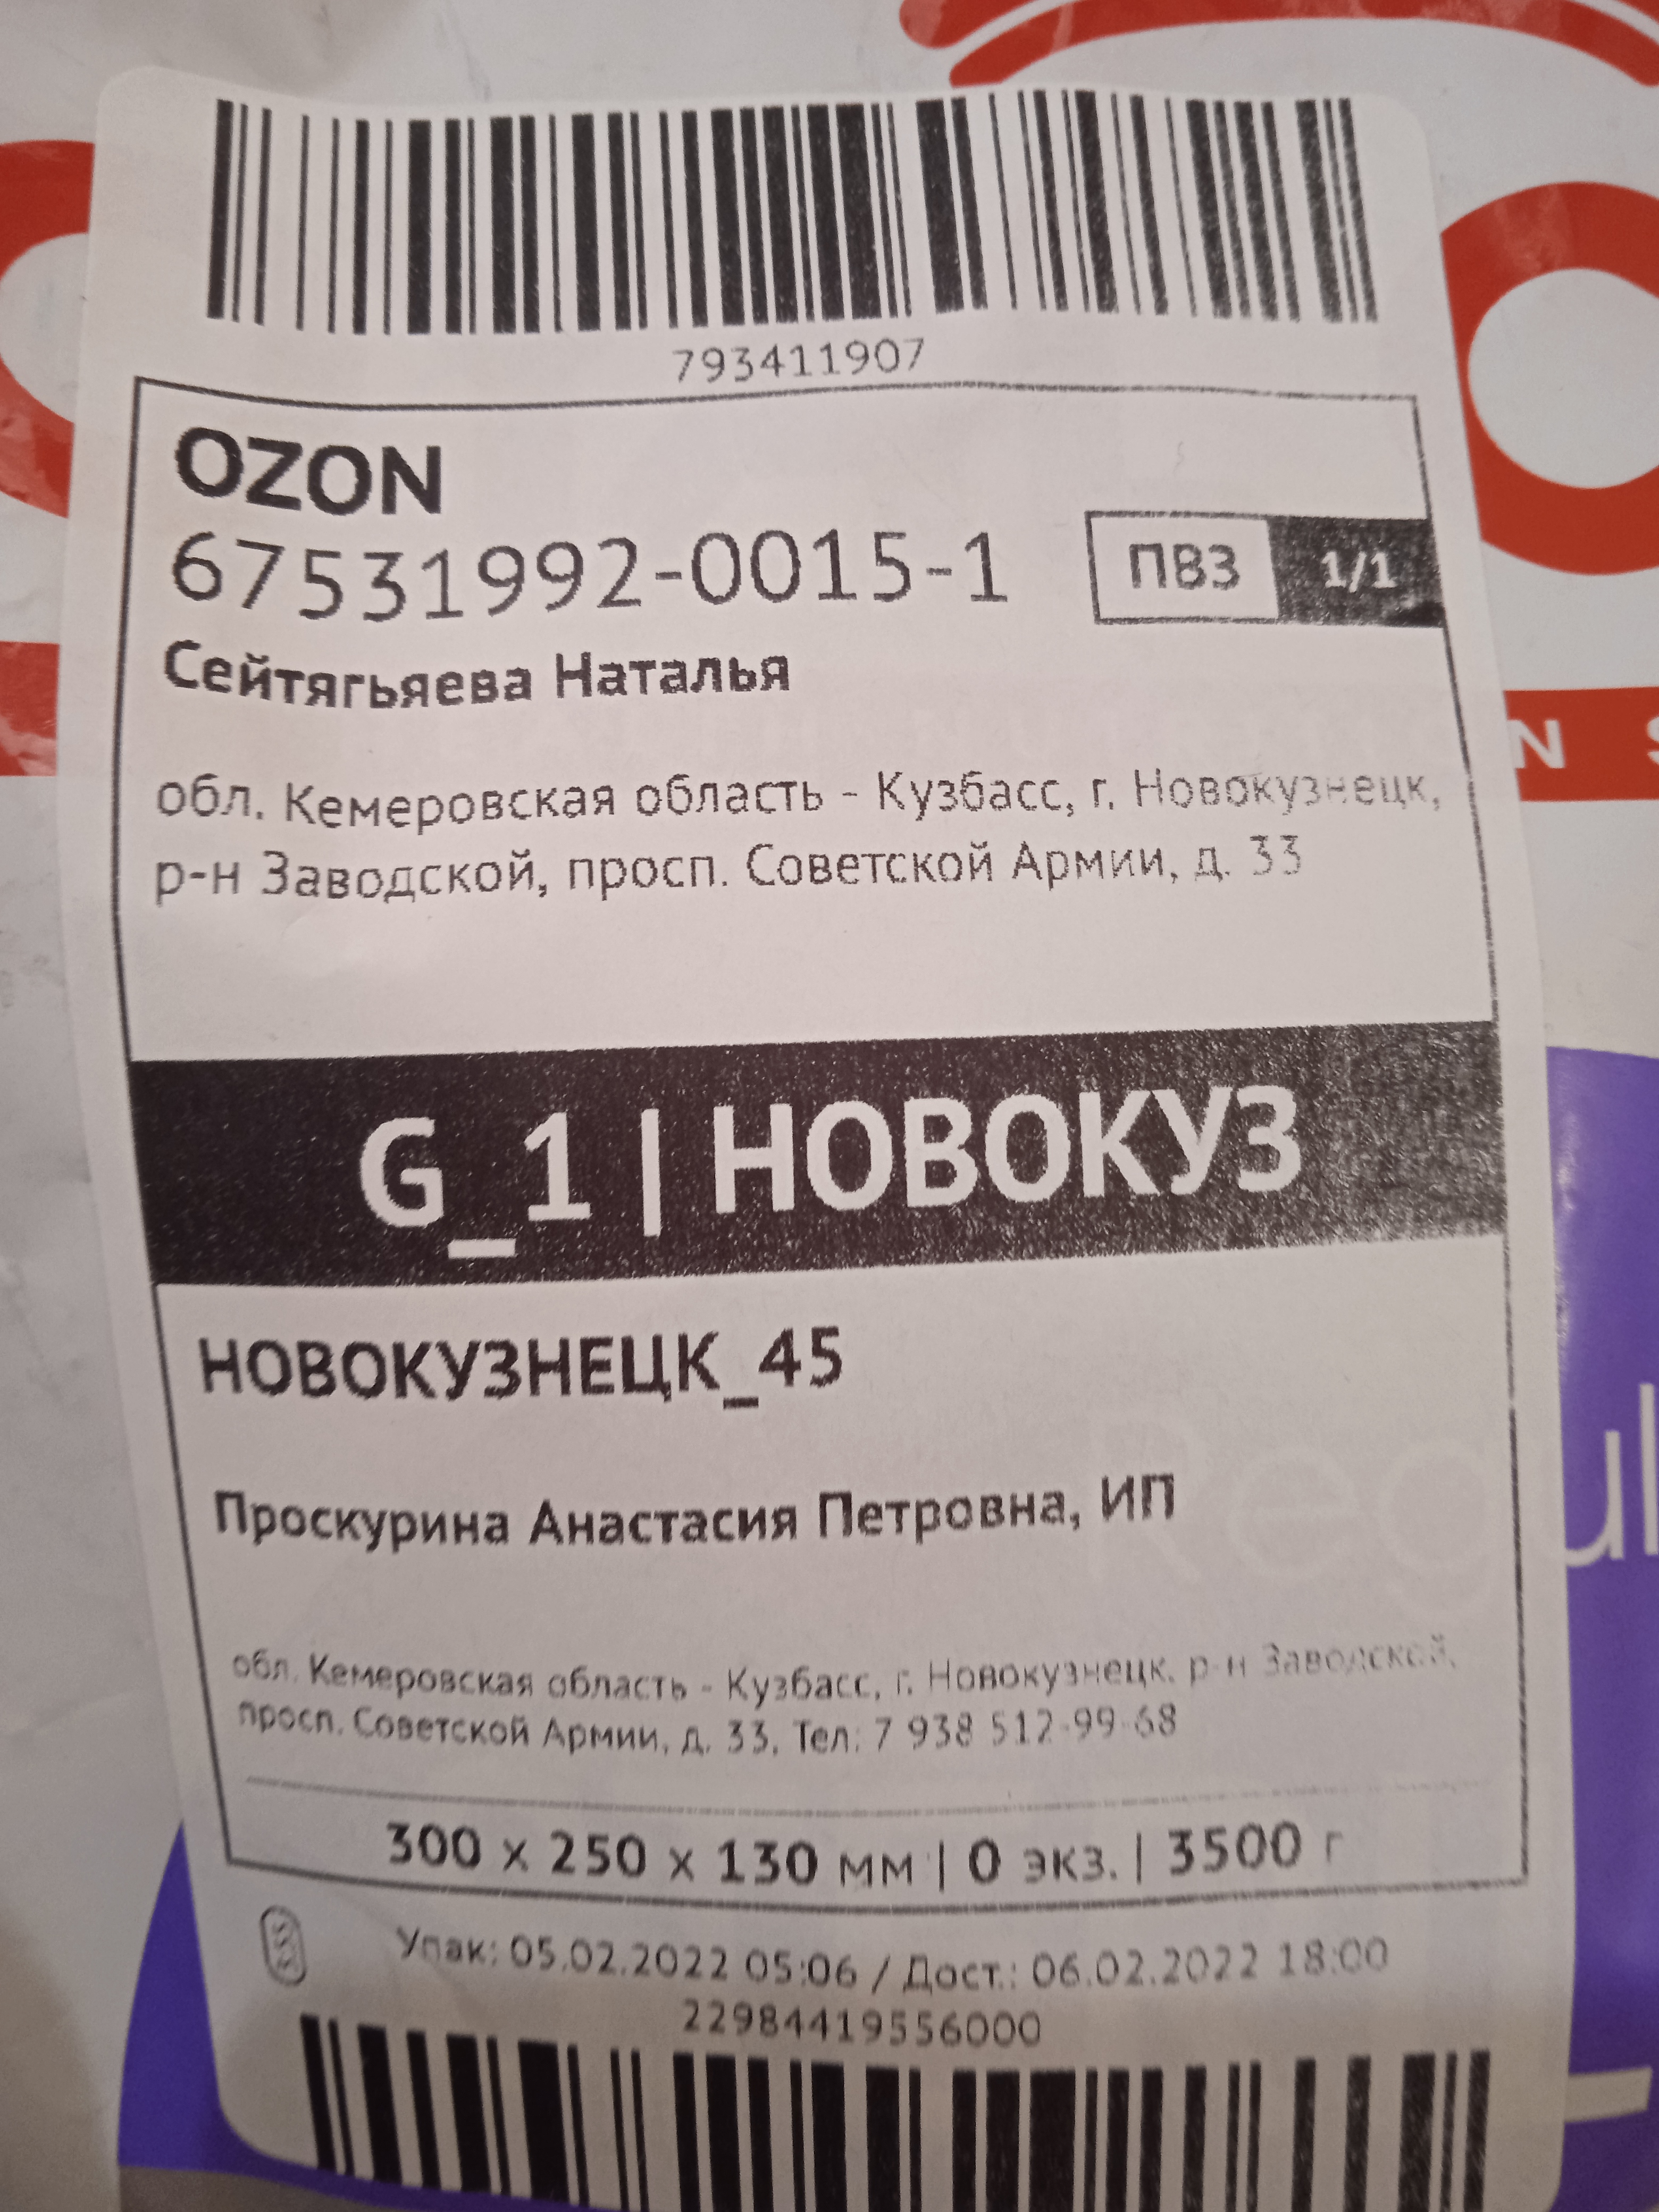 793411907
OZON
67531992-0015-1
ПВЗ 1/1
Сейтягьяева Наталья
N S
обл. Кемеровская область - Кузбасс, г. Новокузнецк,
р-н Заводской, просп. Советской Армии, д. 33
G_1 | НОВОКУЗ
НОВОКУЗНЕЦК_45
Regul
Проскурина Анастасия Петровна, ИП
обл. Кемеровская область - Кузбасс, г. Новокузнецк, р-н Заводской,
просп. Советской Армии, д. 33, Тел: 7 938 512-99-68
300 x 250 x 130 мм | 0 экз. | 3500 г
Упак: 05.02.2022 05:06 / Дост.: 06.02.2022 18:00
22984419556000